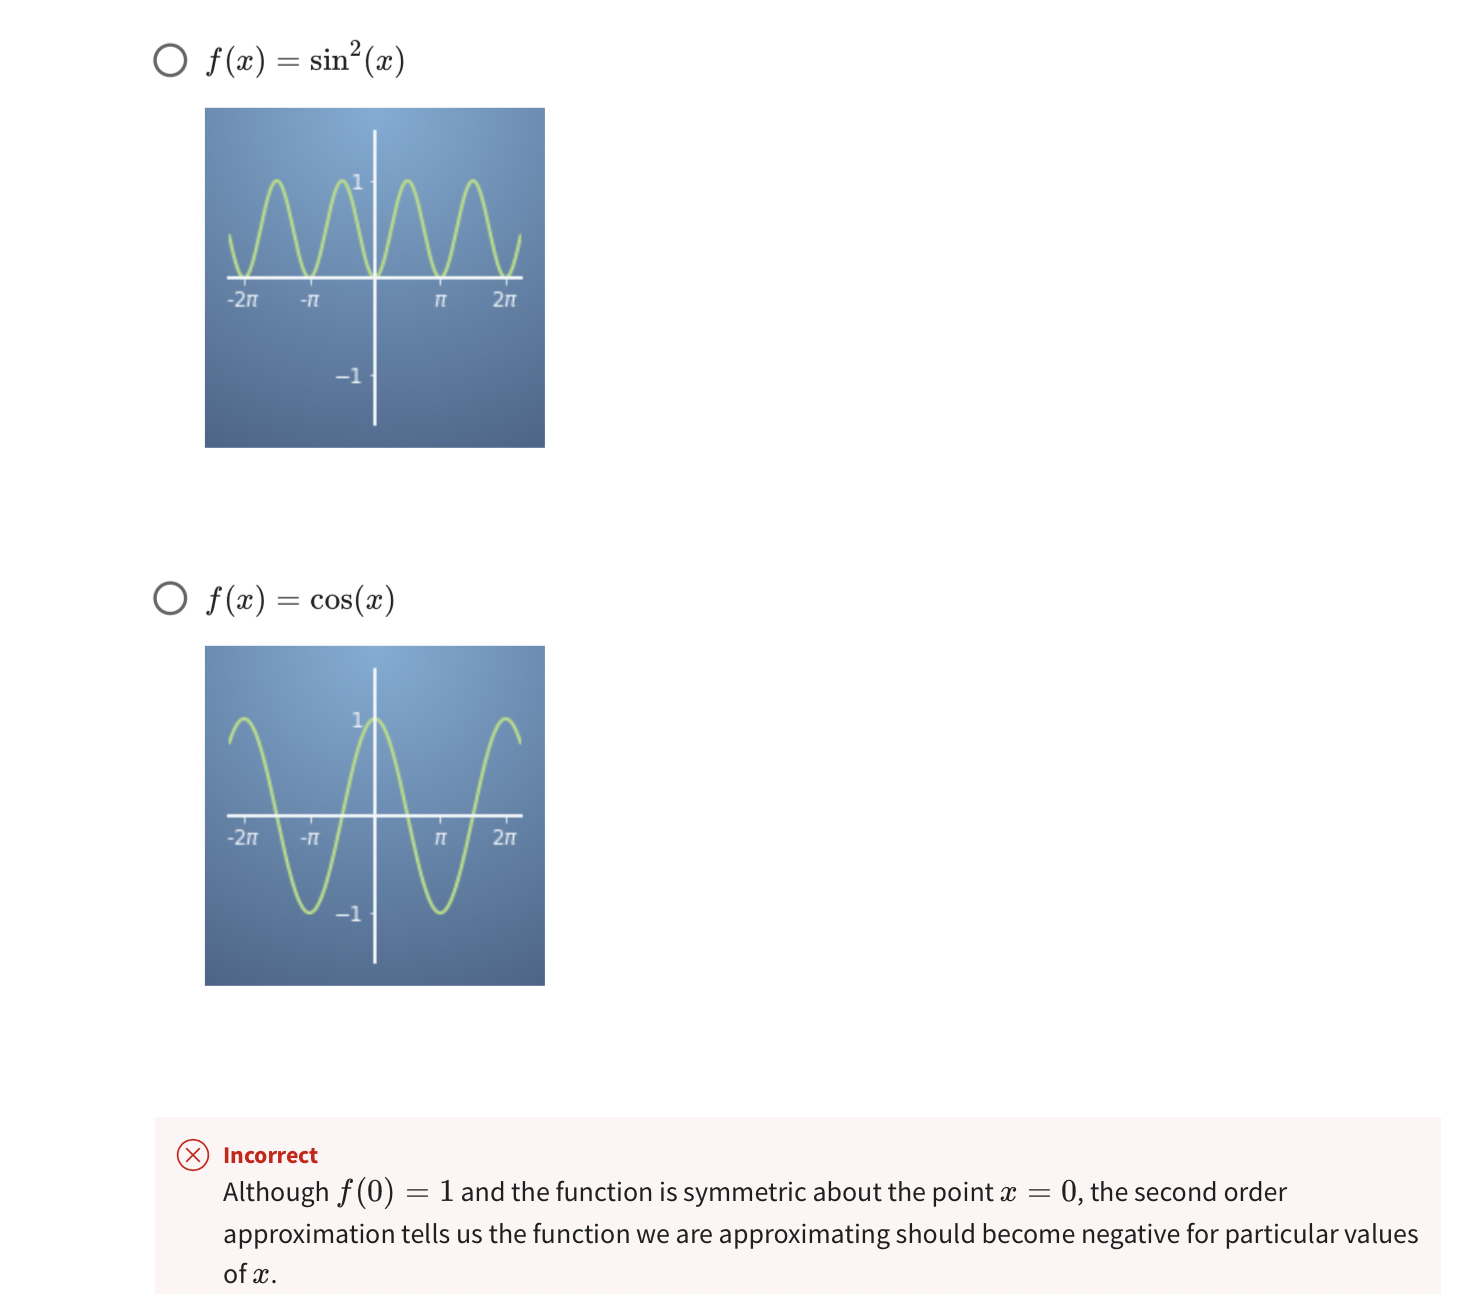 f(x) = sin²(x)
1
-2π -π π 2π
−1
f(x) = cos(x)
1
-2π -π π 2π
−1
Incorrect
Although f(0) = 1 and the function is symmetric about the point x = 0, the second order
approximation tells us the function we are approximating should become negative for particular values
of x.